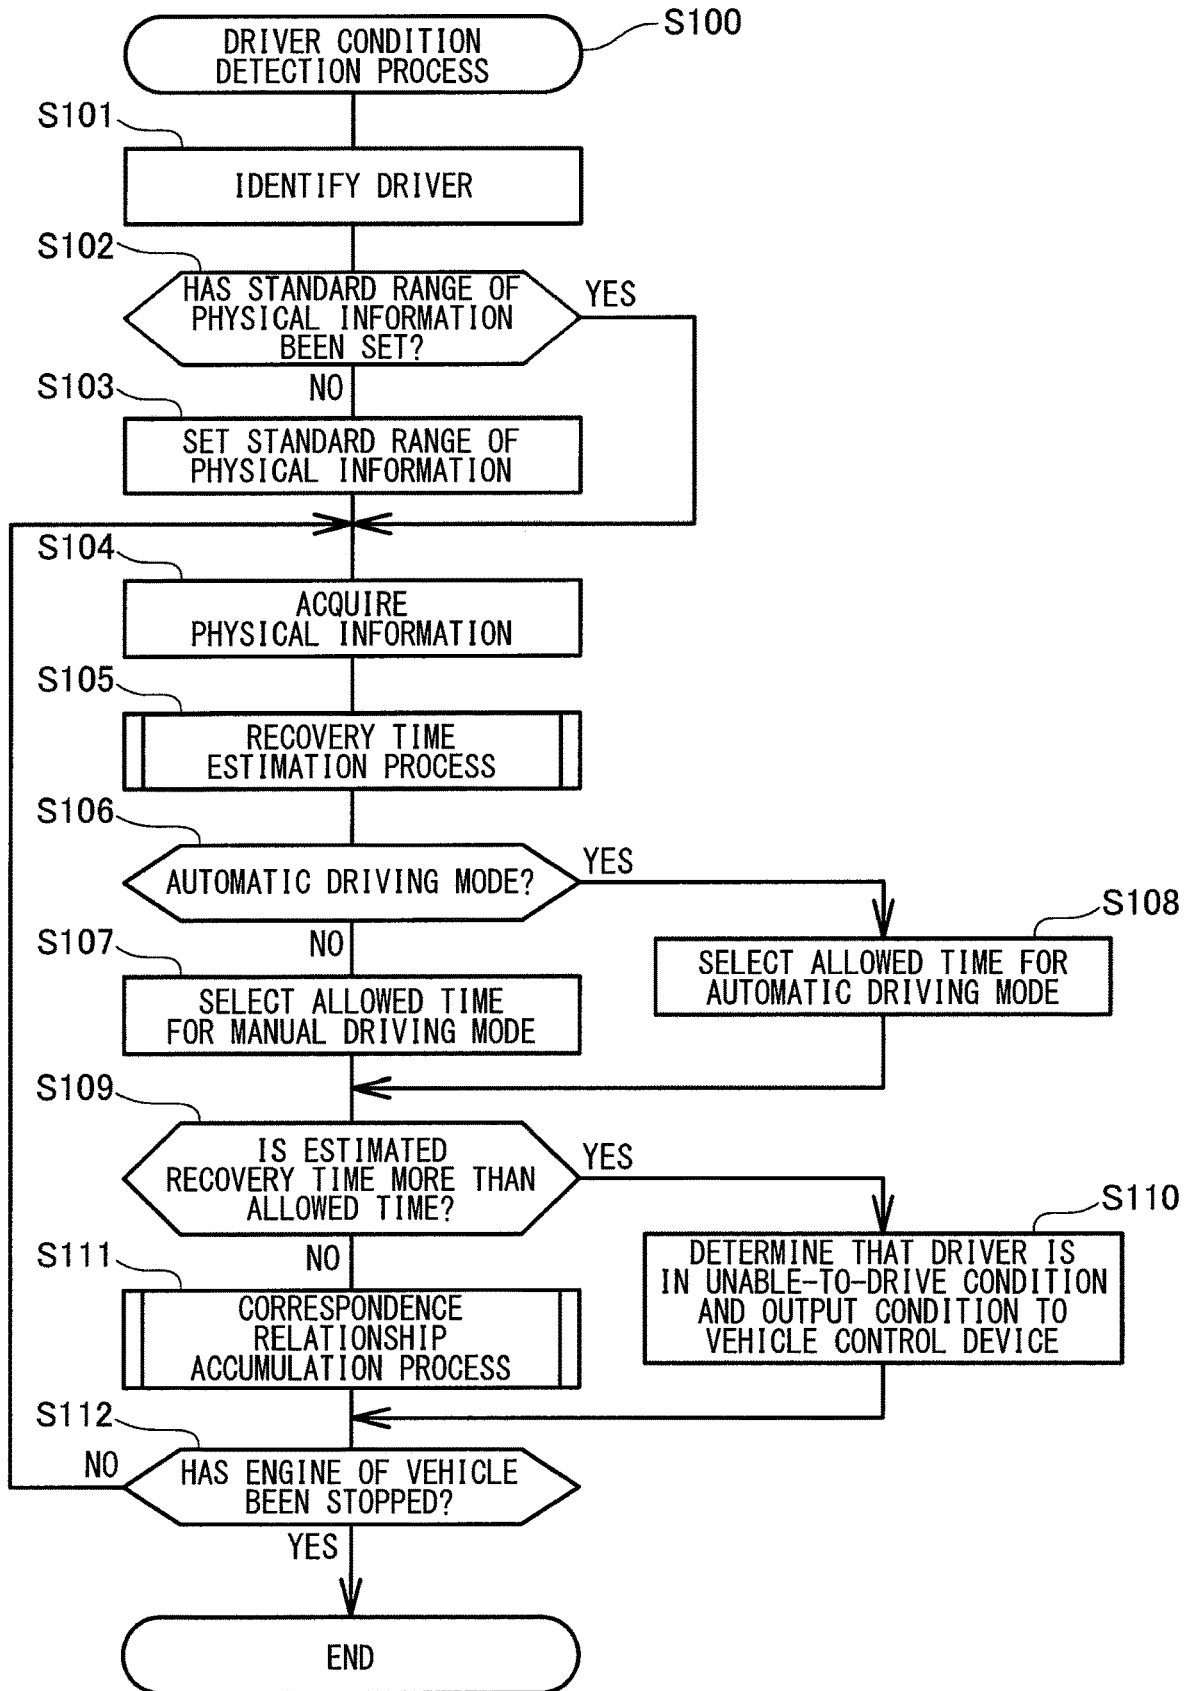 S100
DRIVER CONDITION
DETECTION PROCESS
S101
IDENTIFY DRIVER
S102
HAS STANDARD RANGE OF
PHYSICAL INFORMATION
BEEN SET?
YES
NO
S103
SET STANDARD RANGE OF
PHYSICAL INFORMATION
S104
ACQUIRE
PHYSICAL INFORMATION
S105
RECOVERY TIME
ESTIMATION PROCESS
S106
AUTOMATIC DRIVING MODE?
YES
NO
S107
SELECT ALLOWED TIME
FOR MANUAL DRIVING MODE
S108
SELECT ALLOWED TIME FOR
AUTOMATIC DRIVING MODE
S109
IS ESTIMATED
RECOVERY TIME MORE THAN
ALLOWED TIME?
YES
NO
S110
DETERMINE THAT DRIVER IS
IN UNABLE-TO-DRIVE CONDITION
AND OUTPUT CONDITION TO
VEHICLE CONTROL DEVICE
S111
CORRESPONDENCE
RELATIONSHIP
ACCUMULATION PROCESS
S112
NO
HAS ENGINE OF VEHICLE
BEEN STOPPED?
YES
END